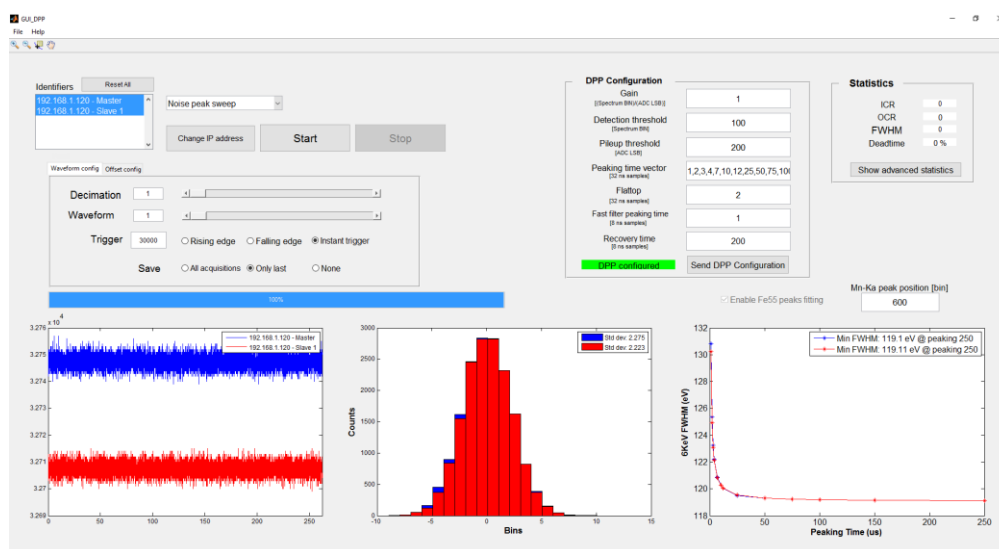 GUI_DPP
File Help
Identifiers
Reset All
192.168.1.120 - Master
192.168.1.120 - Slave 1
Noise peak sweep
Change IP address
Start
Stop
Waveform config
Offset config
Decimation
1
Waveform
1
Trigger
30000
Rising edge
Falling edge
Instant trigger
Save
All acquisitions
Only last
None
DPP Configuration
Gain
[(Spectrum BIN)/(ADC LSB)]
1
Detection threshold
[Spectrum BIN]
100
Pileup threshold
[ADC LSB]
200
Peaking time vector
[32 ns samples]
1,2,3,4,7,10,12,25,50,75,100
Flattop
[32 ns samples]
2
Fast filter peaking time
[8 ns samples]
1
Recovery time
[8 ns samples]
200
DPP configured
Send DPP Configuration
Statistics
ICR
0
OCR
0
FWHM
0
Deadtime
0 %
Show advanced statistics
100%
Enable Fe55 peaks fitting
Mn-Ka peak position [bin]
600
x 10^4
3.276
3.275
3.274
3.273
3.272
3.271
3.27
3.269
0 50 100 150 200 250
192.168.1.120 - Master
192.168.1.120 - Slave 1
Counts
3000
2500
2000
1500
1000
500
0
-10 -5 0 5 10 15
Bins
Std dev: 2,275
Std dev: 2,223
6KeV FWHM (eV)
132
130
128
126
124
122
120
118
0 50 100 150 200 250
Peaking Time (us)
Min FWHM: 119.1 eV @ peaking 250
Min FWHM: 119.11 eV @ peaking 250